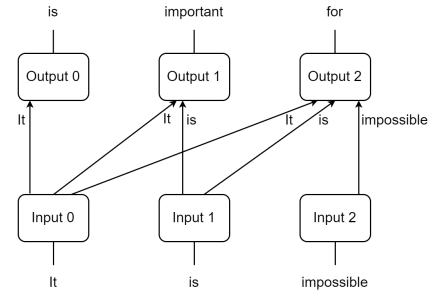 is important for
Output 0 Output 1 Output 2
It It is It is impossible
Input 0 Input 1 Input 2
It is impossible